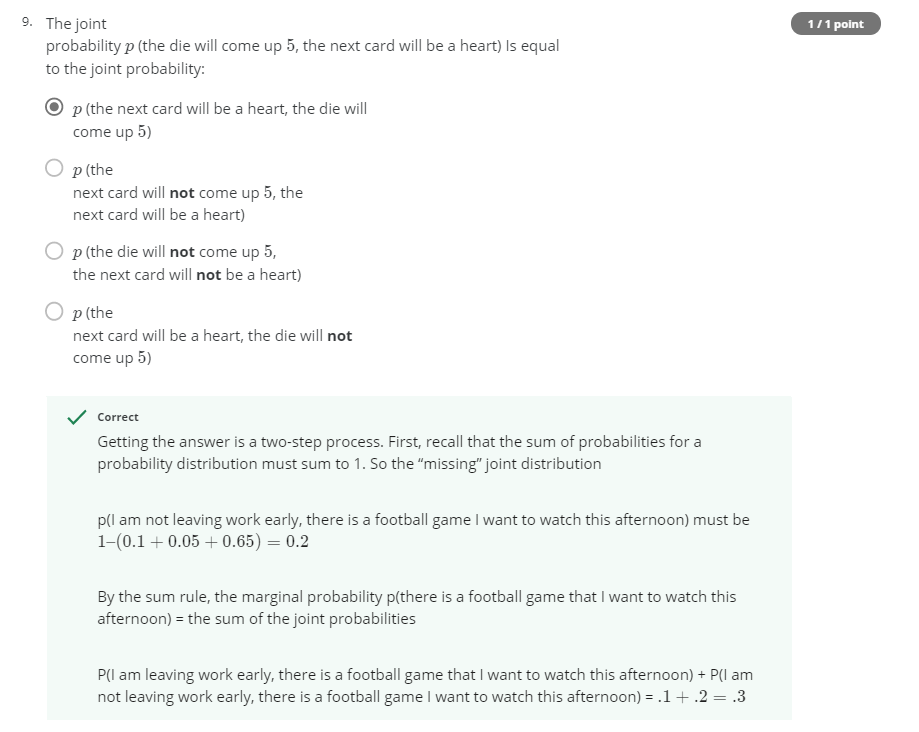 9. The joint 1 / 1 point
probability p (the die will come up 5, the next card will be a heart) Is equal
to the joint probability:
p (the next card will be a heart, the die will
come up 5)
p (the
next card will not come up 5, the
next card will be a heart)
p (the die will not come up 5,
the next card will not be a heart)
p (the
next card will be a heart, the die will not
come up 5)
Correct
Getting the answer is a two-step process. First, recall that the sum of probabilities for a
probability distribution must sum to 1. So the “missing” joint distribution
p(I am not leaving work early, there is a football game I want to watch this afternoon) must be
1–(0.1 + 0.05 + 0.65) = 0.2
By the sum rule, the marginal probability p(there is a football game that I want to watch this
afternoon) = the sum of the joint probabilities
P(I am leaving work early, there is a football game that I want to watch this afternoon) + P(I am
not leaving work early, there is a football game I want to watch this afternoon) = .1 + .2 = .3